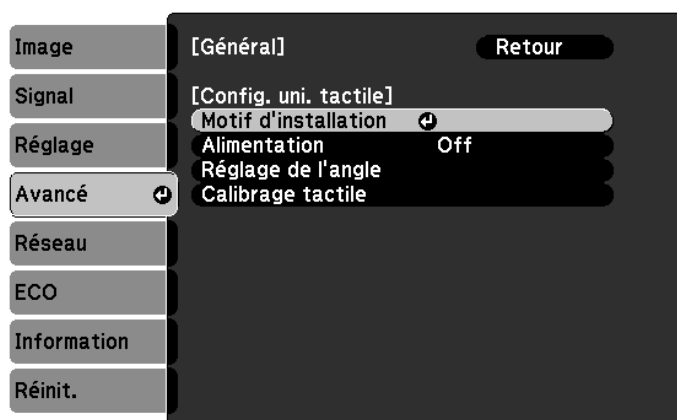 Image
Signal
Réglage
Avancé
Réseau
ECO
Information
Réinit.
[Général] Retour
[Config. uni. tactile]
Motif d'installation
Alimentation Off
Réglage de l'angle
Calibrage tactile